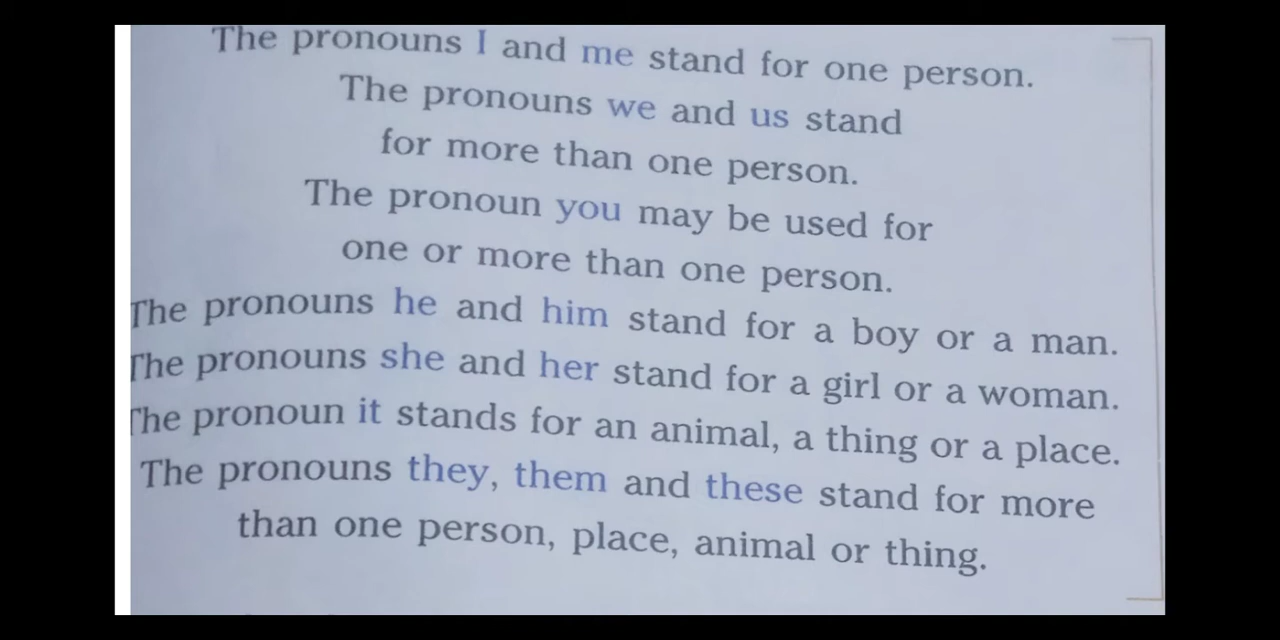 The pronouns I and me stand for one person.
The pronouns we and us stand
for more than one person.
The pronoun you may be used for
one or more than one person.
The pronouns he and him stand for a boy or a man.
The pronouns she and her stand for a girl or a woman.
The pronoun it stands for an animal, a thing or a place.
The pronouns they, them and these stand for more
than one person, place, animal or thing.